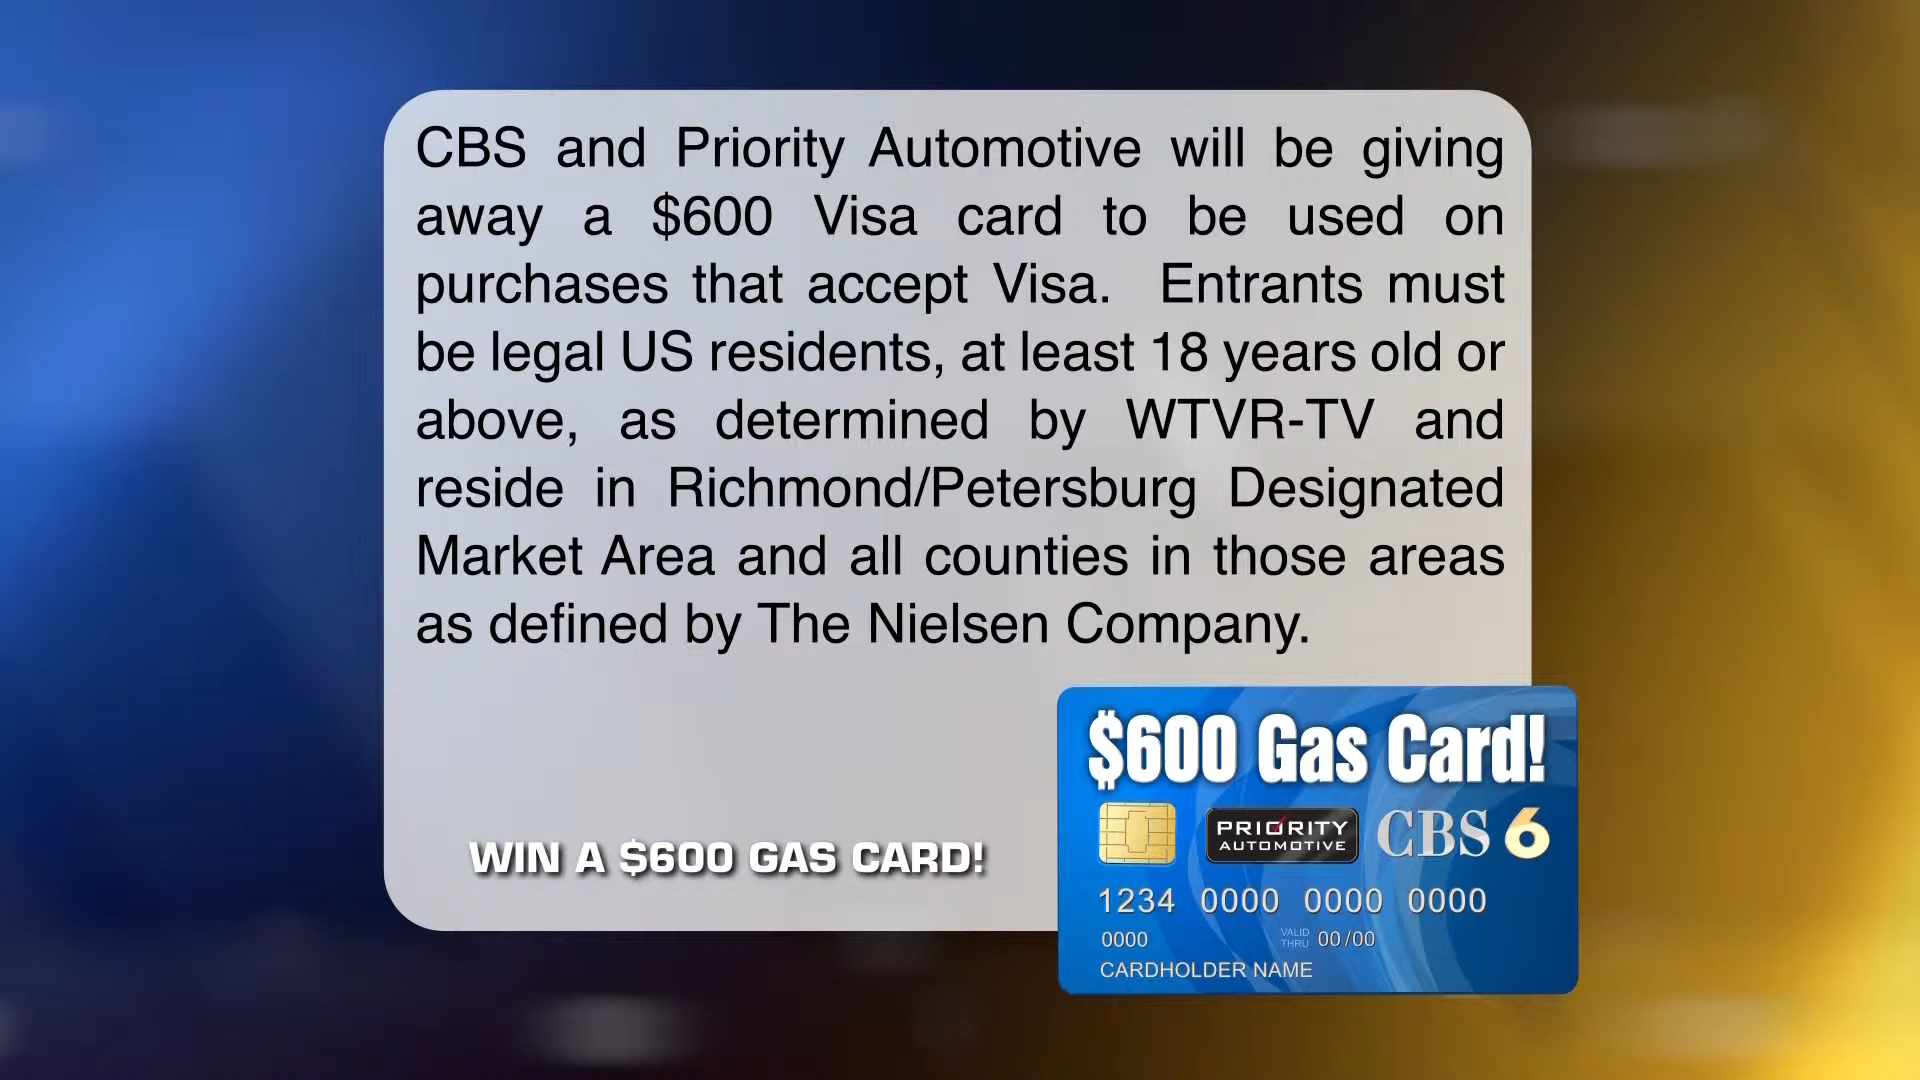 CBS and Priority Automotive will be giving
away a $600 Visa card to be used on
purchases that accept Visa.  Entrants must
be legal US residents, at least 18 years old or
above, as determined by WTVR-TV and
reside in Richmond/Petersburg Designated
Market Area and all counties in those areas
as defined by The Nielsen Company.
WIN A $600 GAS CARD!
$600 Gas Card!
PRIORITY
AUTOMOTIVE
CBS 6
1234 0000 0000 0000
0000
VALID
THRU
00/00
CARDHOLDER NAME